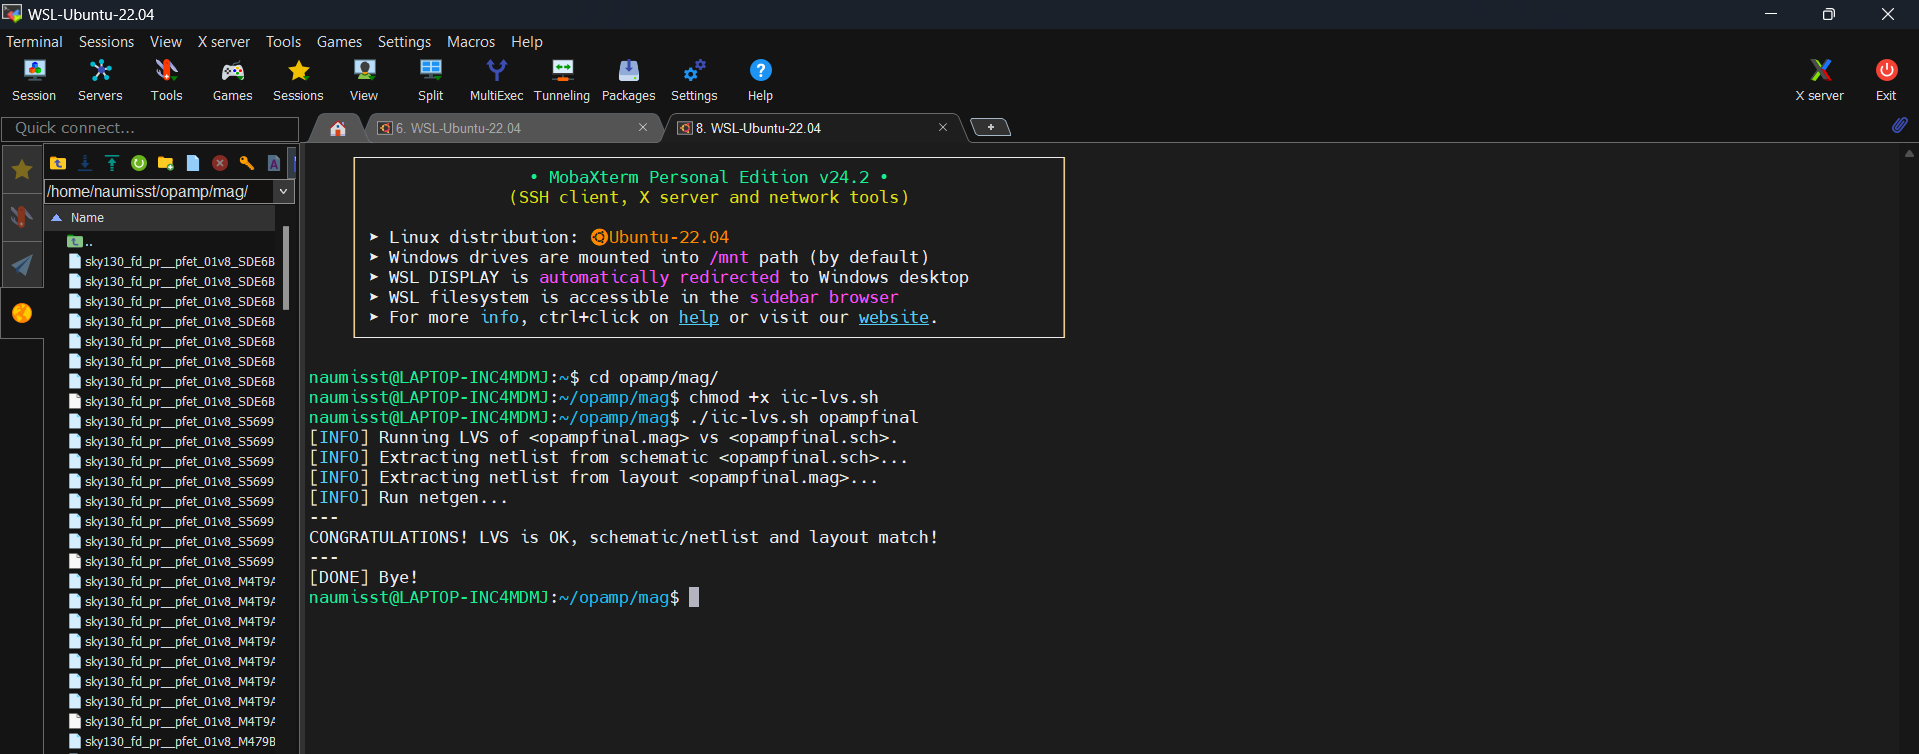 WSL-Ubuntu-22.04
Terminal Sessions View X server Tools Games Settings Macros Help
Session Servers Tools Games Sessions View Split MultiExec Tunneling Packages Settings Help X server Exit
Quick connect...
6. WSL-Ubuntu-22.04
8. WSL-Ubuntu-22.04
/home/naumisst/opamp/mag/
Name
..
sky130_fd_pr__pfet_01v8_SDE6B
sky130_fd_pr__pfet_01v8_SDE6B
sky130_fd_pr__pfet_01v8_SDE6B
sky130_fd_pr__pfet_01v8_SDE6B
sky130_fd_pr__pfet_01v8_SDE6B
sky130_fd_pr__pfet_01v8_SDE6B
sky130_fd_pr__pfet_01v8_SDE6B
sky130_fd_pr__pfet_01v8_SDE6B
sky130_fd_pr__pfet_01v8_S5699
sky130_fd_pr__pfet_01v8_S5699
sky130_fd_pr__pfet_01v8_S5699
sky130_fd_pr__pfet_01v8_S5699
sky130_fd_pr__pfet_01v8_S5699
sky130_fd_pr__pfet_01v8_S5699
sky130_fd_pr__pfet_01v8_S5699
sky130_fd_pr__pfet_01v8_S5699
sky130_fd_pr__pfet_01v8_M4T9A
sky130_fd_pr__pfet_01v8_M4T9A
sky130_fd_pr__pfet_01v8_M4T9A
sky130_fd_pr__pfet_01v8_M4T9A
sky130_fd_pr__pfet_01v8_M4T9A
sky130_fd_pr__pfet_01v8_M4T9A
sky130_fd_pr__pfet_01v8_M4T9A
sky130_fd_pr__pfet_01v8_M4T9A
sky130_fd_pr__pfet_01v8_M479B
• MobaXterm Personal Edition v24.2 •
(SSH client, X server and network tools)
➤ Linux distribution: Ubuntu-22.04
➤ Windows drives are mounted into /mnt path (by default)
➤ WSL DISPLAY is automatically redirected to Windows desktop
➤ WSL filesystem is accessible in the sidebar browser
➤ For more info, ctrl+click on help or visit our website.
naumisst@LAPTOP-INC4MDMJ:~$ cd opamp/mag/
naumisst@LAPTOP-INC4MDMJ:~/opamp/mag$ chmod +x iic-lvs.sh
naumisst@LAPTOP-INC4MDMJ:~/opamp/mag$ ./iic-lvs.sh opampfinal
[INFO] Running LVS of <opampfinal.mag> vs <opampfinal.sch>.
[INFO] Extracting netlist from schematic <opampfinal.sch>...
[INFO] Extracting netlist from layout <opampfinal.mag>...
[INFO] Run netgen...
---
CONGRATULATIONS! LVS is OK, schematic/netlist and layout match!
---
[DONE] Bye!
naumisst@LAPTOP-INC4MDMJ:~/opamp/mag$